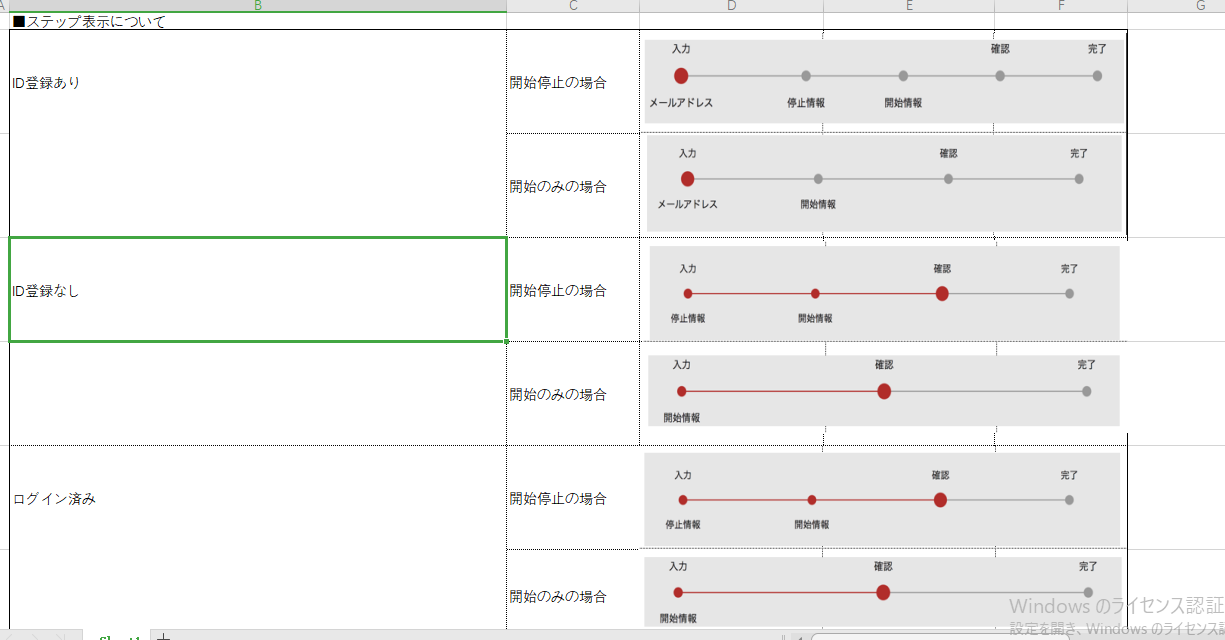 A B C D E F G
■ステップ表示について
ID登録あり
開始停止の場合
入力 確認 完了
メールアドレス 停止情報 開始情報
開始のみの場合
入力 確認 完了
メールアドレス 開始情報
ID登録なし
開始停止の場合
入力 確認 完了
停止情報 開始情報
開始のみの場合
入力 確認 完了
開始情報
ログイン済み
開始停止の場合
入力 確認 完了
停止情報 開始情報
開始のみの場合
入力 確認 完了
開始情報
Windows のライセンス認証
設定を開き、Windows のライセンス認